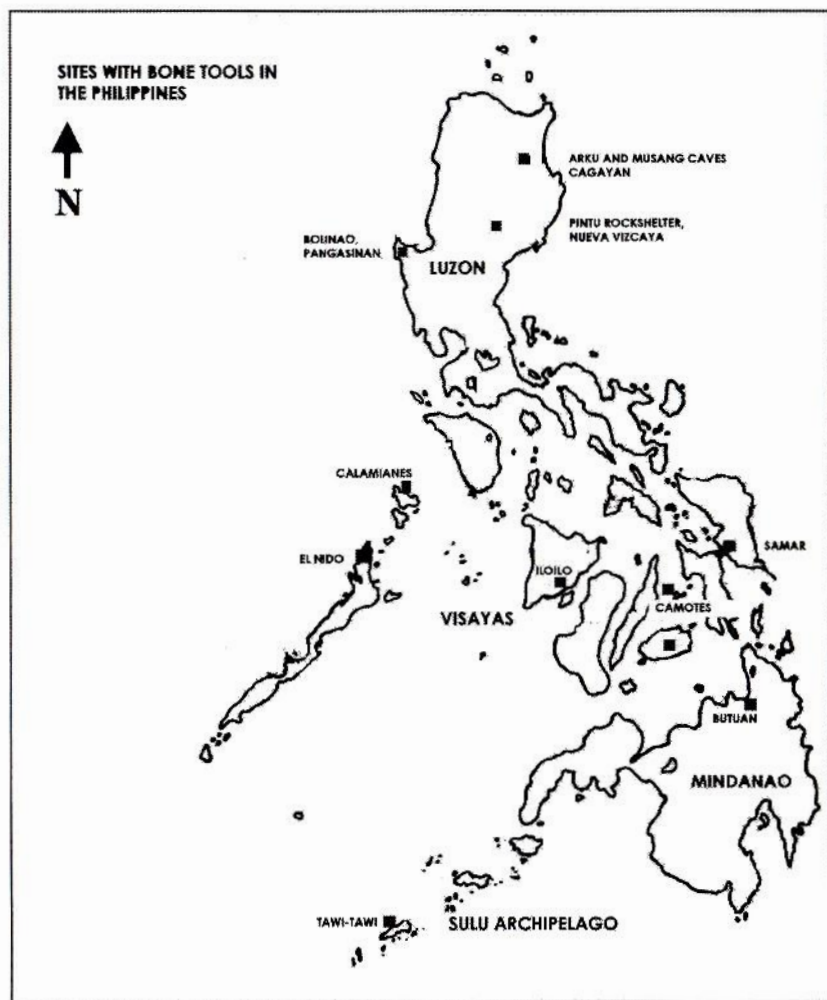 SITES WITH BONE TOOLS IN
THE PHILIPPINES
N
ARKU AND MUSANG CAVES
CAGAYAN
PINTU ROCKSHELTER,
NUEVA VIZCAYA
BOLINAO,
PANGASINAN
LUZON
CALAMIANES
EL NIDO
ILOILO
SAMAR
CAMOTES
VISAYAS
BUTUAN
MINDANAO
TAWI-TAWI
SULU ARCHIPELAGO